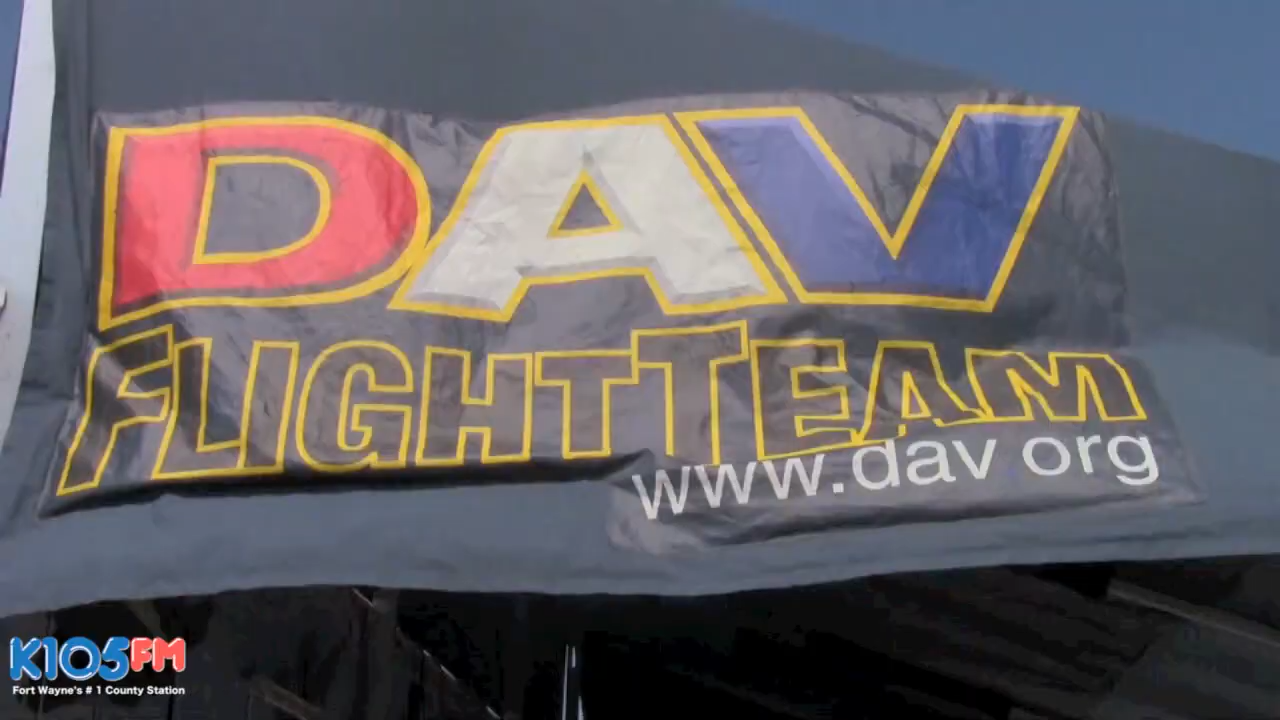 DAV
FLIGHTTEAM
www.dav org
K105FM
Fort Wayne's # 1 County Station